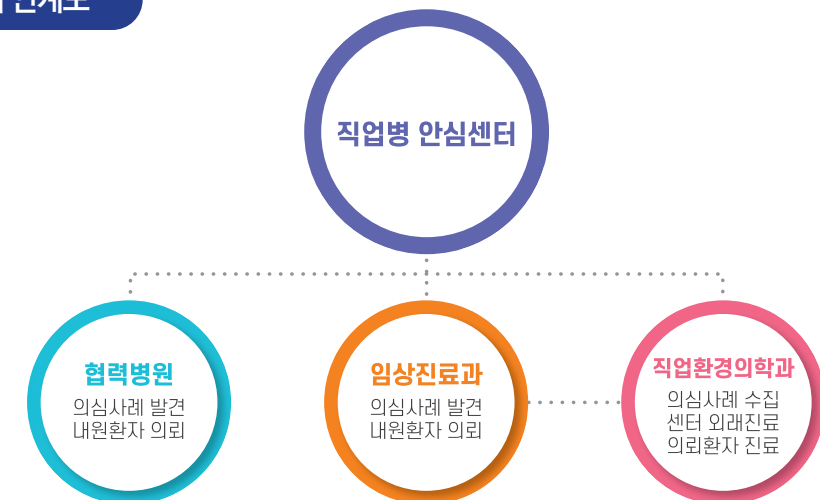 직업병 안심센터
협력병원
의심사례 발견
내원환자 의뢰
임상진료과
의심사례 발견
내원환자 의뢰
직업환경의학과
의심사례 수집
센터 외래진료
의뢰환자 진료